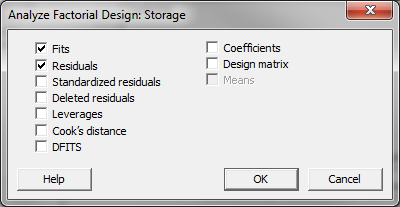 Analyze Factorial Design: Storage
Fits
Residuals
Standardized residuals
Deleted residuals
Leverages
Cook's distance
DFITS
Coefficients
Design matrix
Means
Help
OK
Cancel